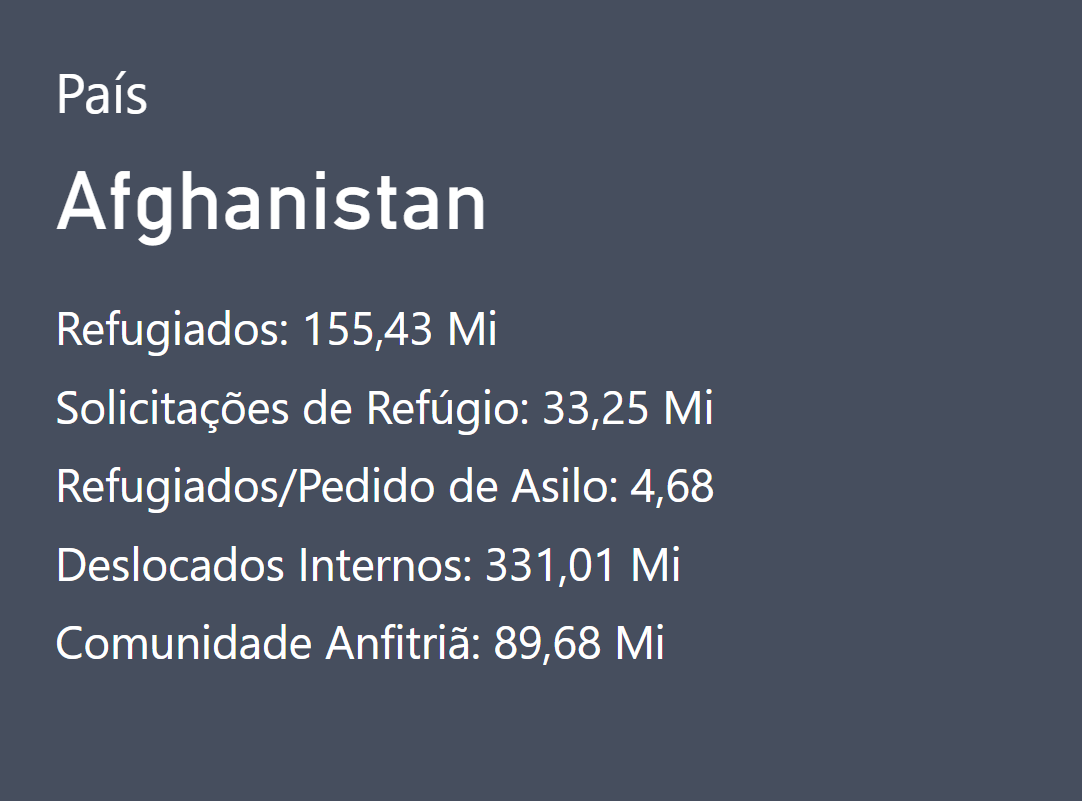 País
Afghanistan
Refugiados: 155,43 Mi
Solicitações de Refúgio: 33,25 Mi
Refugiados/Pedido de Asilo: 4,68
Deslocados Internos: 331,01 Mi
Comunidade Anfitriã: 89,68 Mi